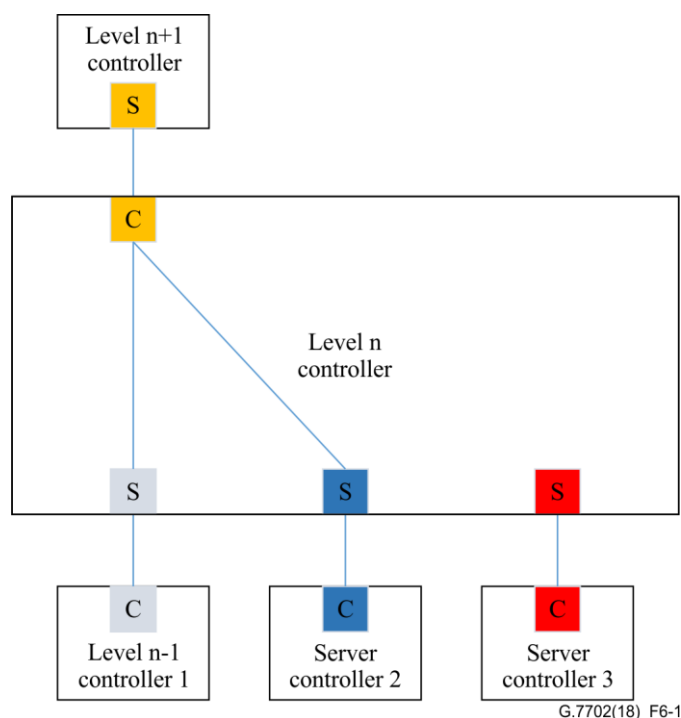 Level n+1
controller
S
C
Level n
controller
S
S
S
C
C
C
Level n-1
controller 1
Server
controller 2
Server
controller 3
G.7702(18)_F6-1